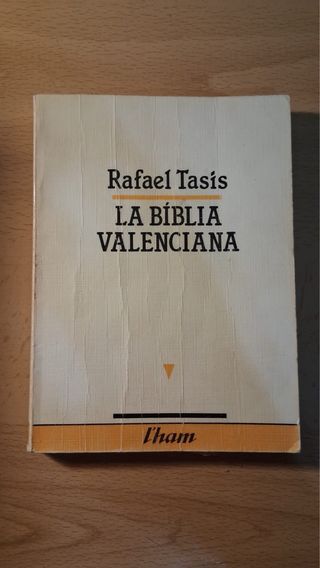 Rafael Tasis
LA BÍBLIA
VALENCIANA
l'ham